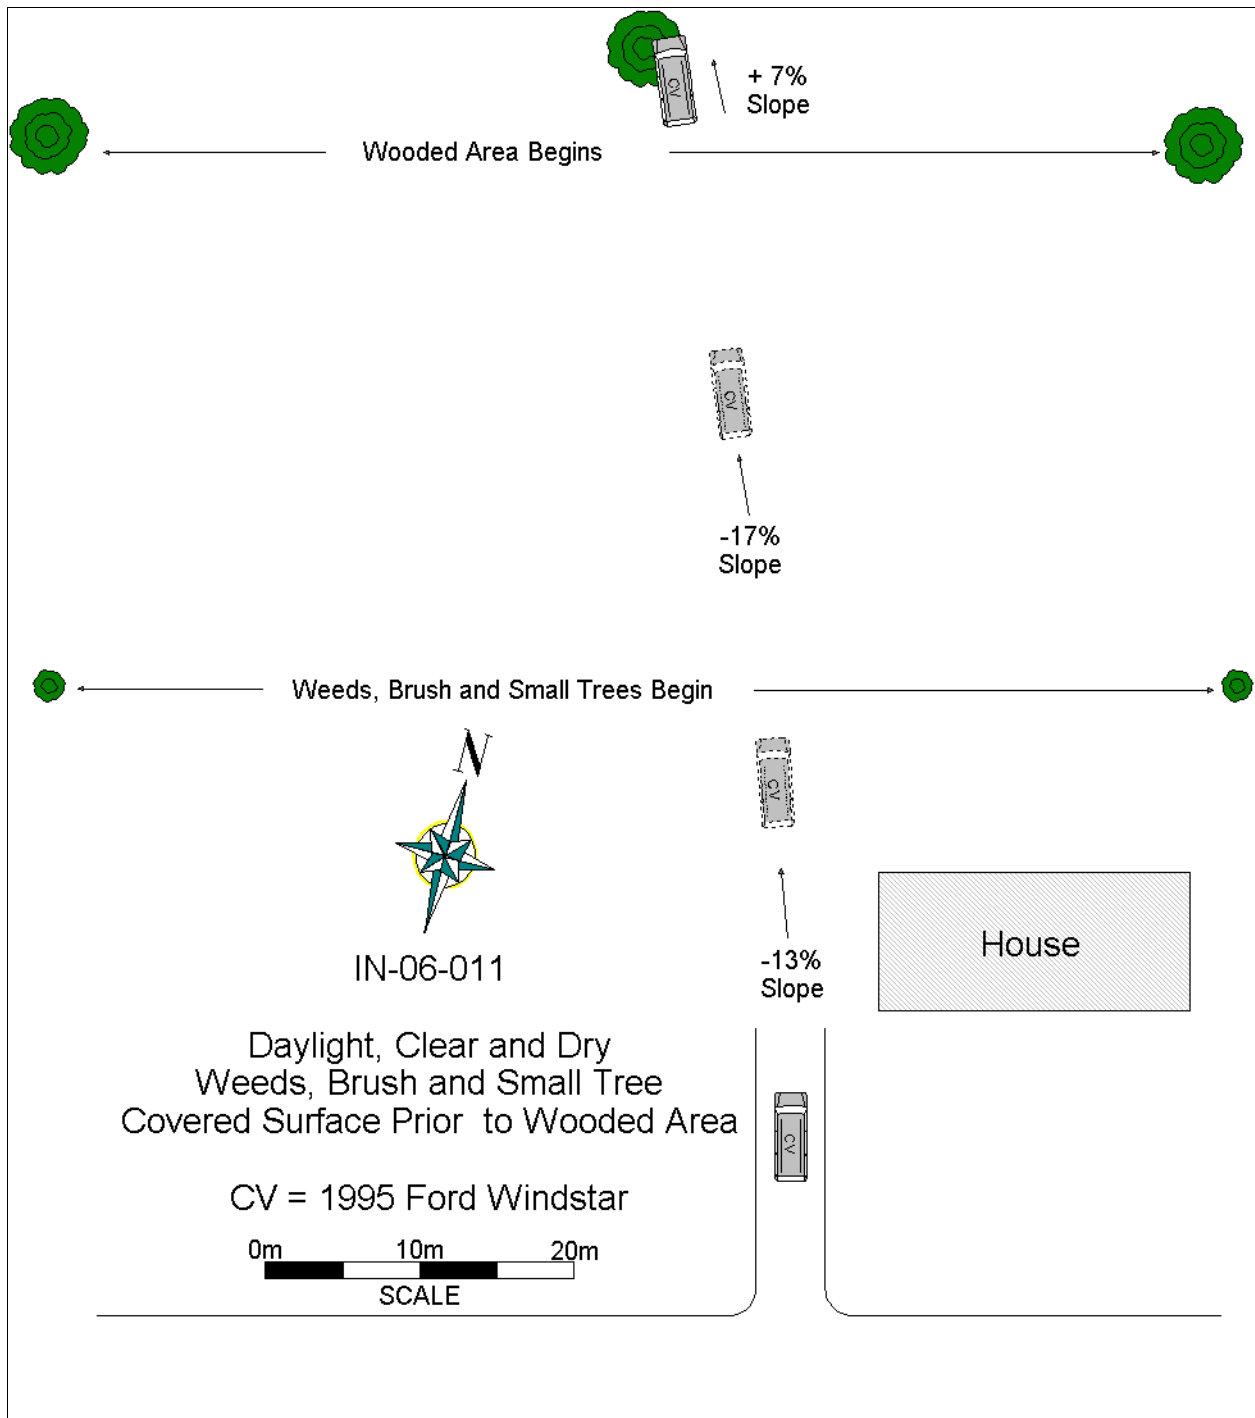 + 7%
Slope
CV
Wooded Area Begins
CV
-17%
Slope
Weeds, Brush and Small Trees Begin
N
CV
House
-13%
Slope
IN-06-011
Daylight, Clear and Dry
Weeds, Brush and Small Tree
Covered Surface Prior to Wooded Area
CV
CV = 1995 Ford Windstar
0m 10m 20m
SCALE